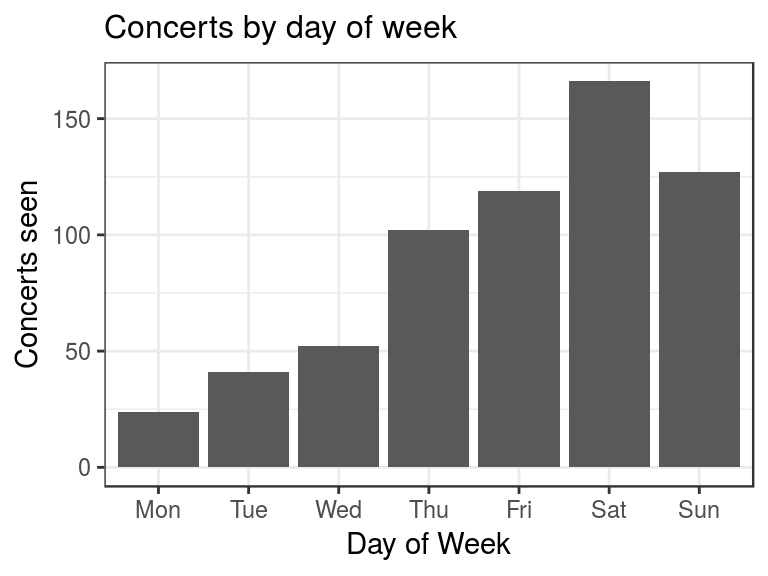 Concerts by day of week
Concerts seen
150
100
50
0
Mon Tue Wed Thu Fri Sat Sun
Day of Week